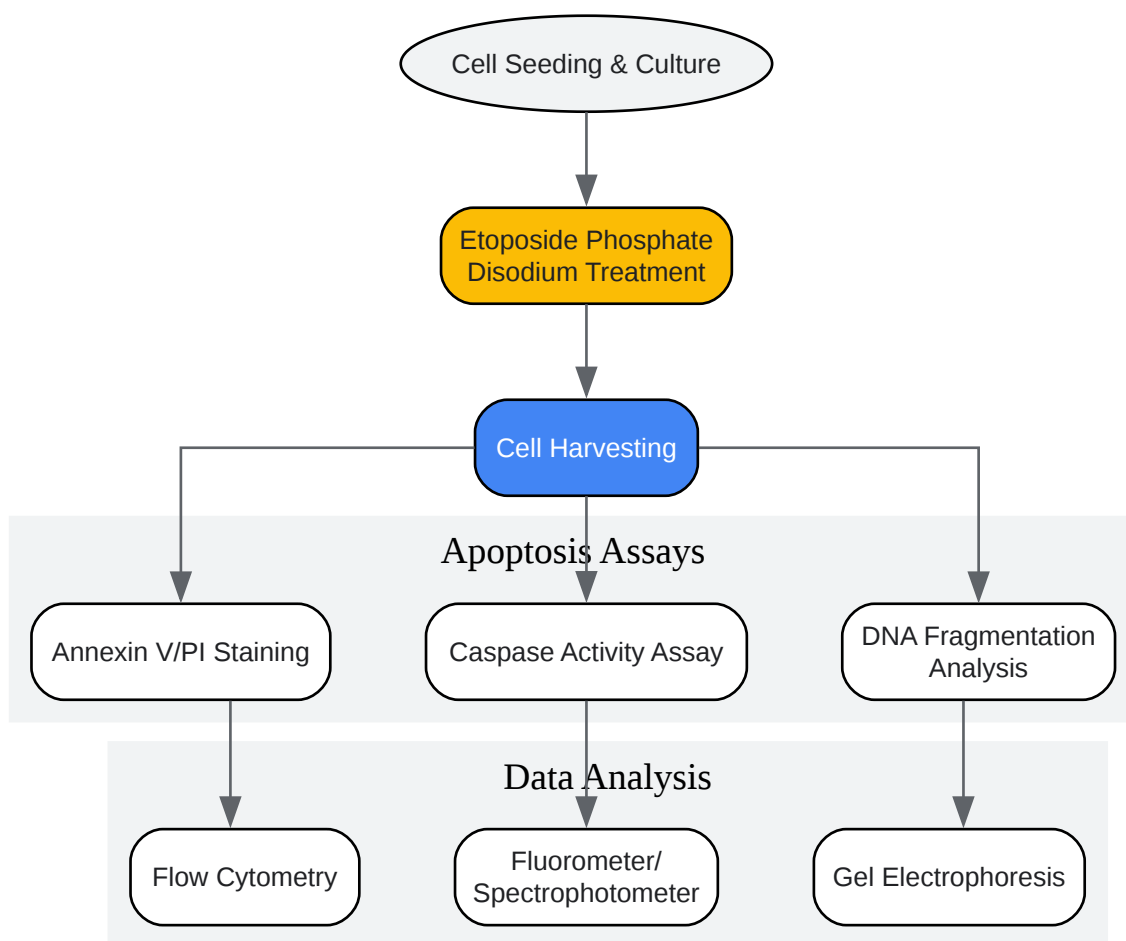 Cell Seeding & Culture
Etoposide Phosphate
Disodium Treatment
Cell Harvesting
Apoptosis Assays
Annexin V/PI Staining
Caspase Activity Assay
DNA Fragmentation
Analysis
Data Analysis
Flow Cytometry
Fluorometer/
Spectrophotometer
Gel Electrophoresis